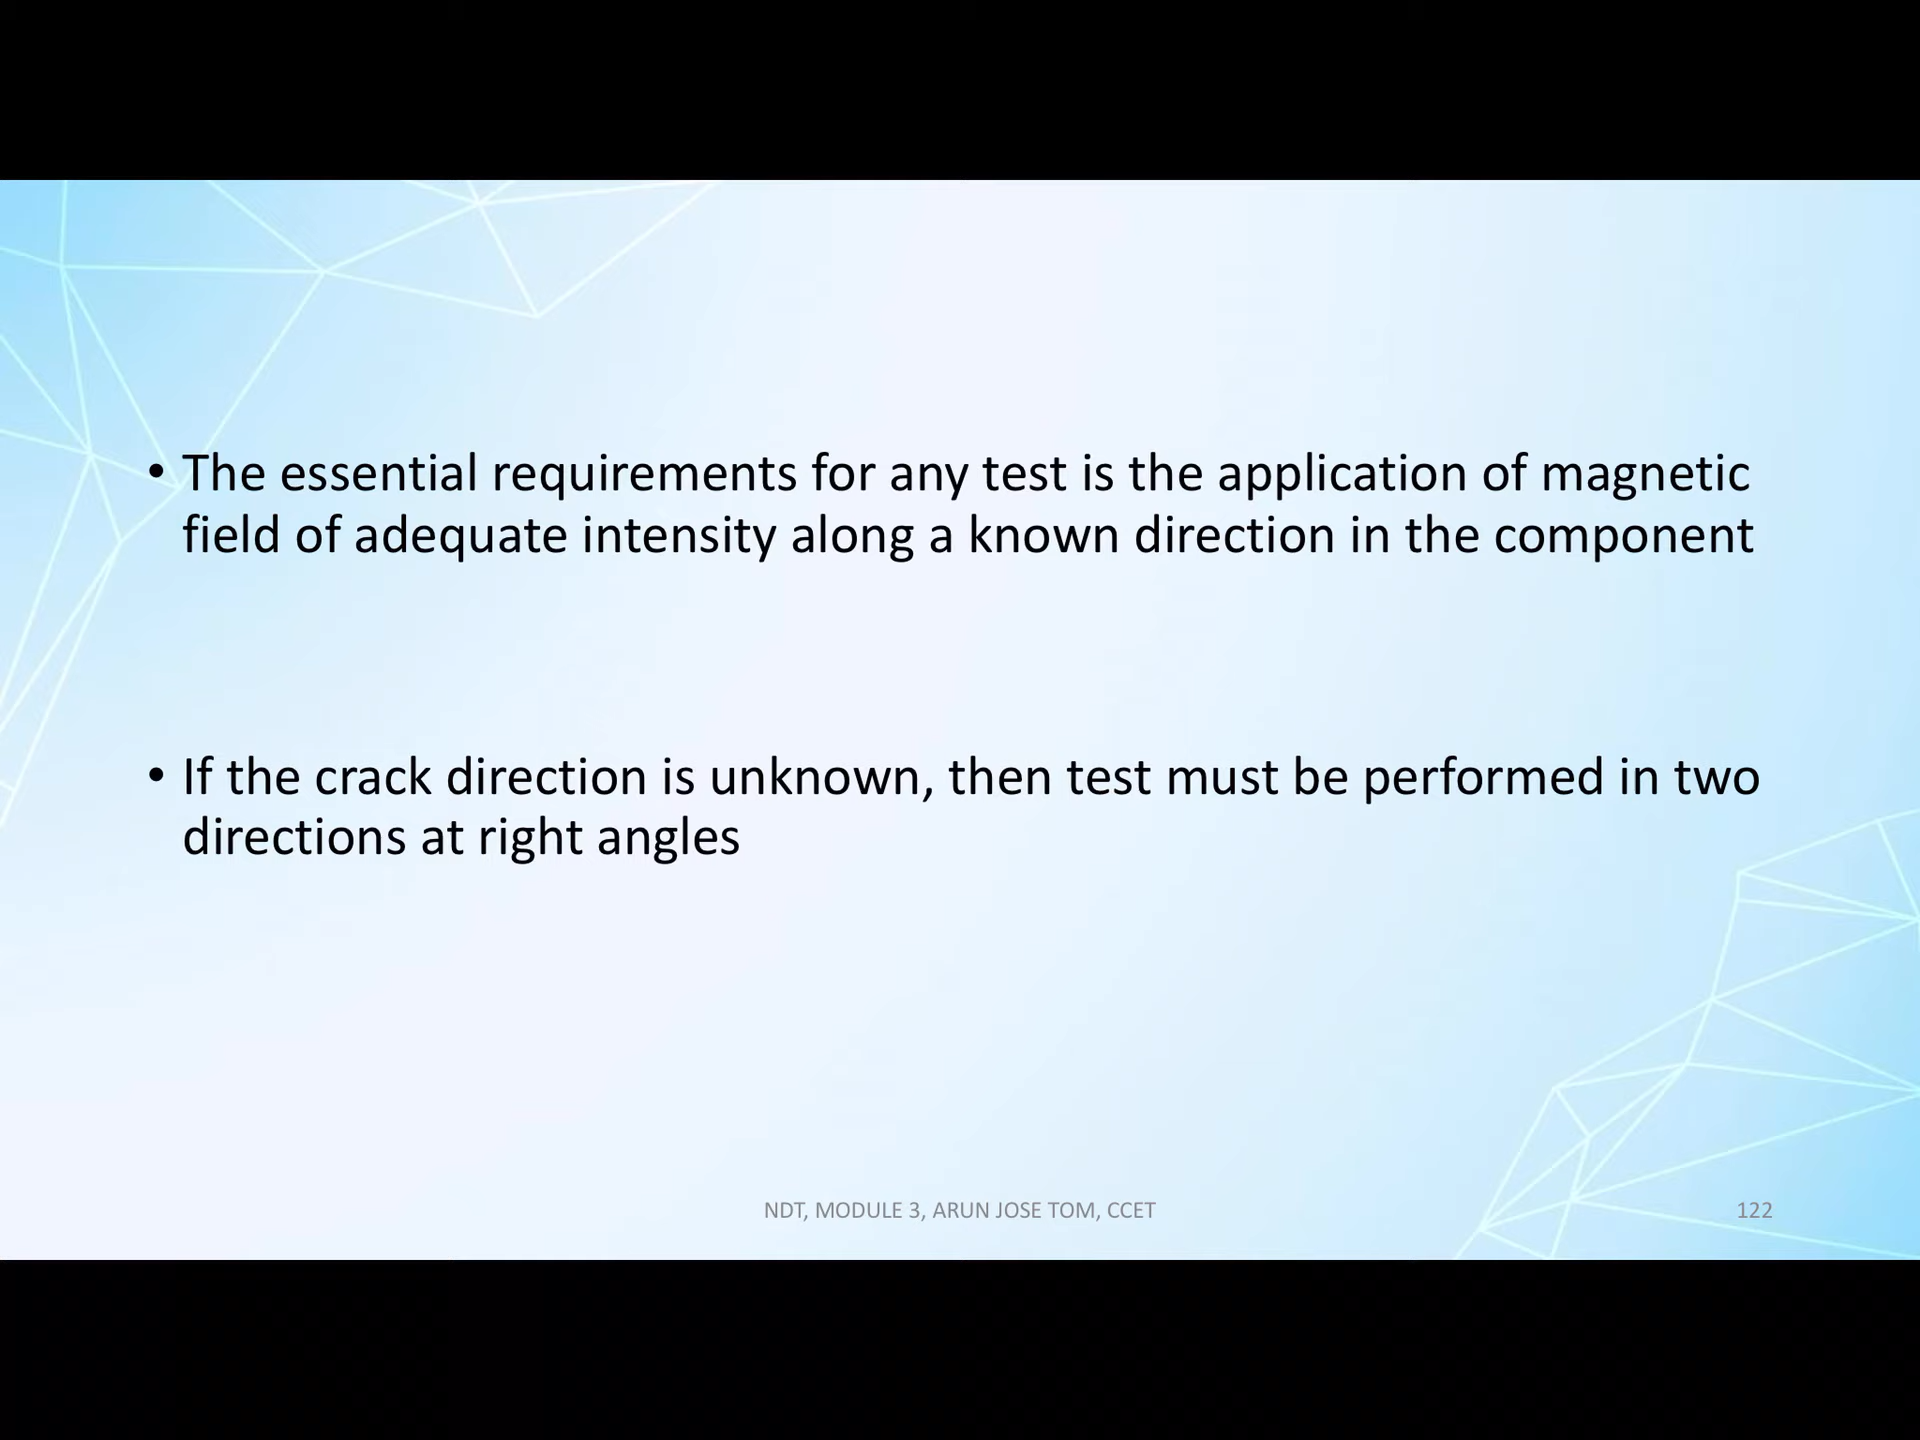 • The essential requirements for any test is the application of magnetic
field of adequate intensity along a known direction in the component
• If the crack direction is unknown, then test must be performed in two
directions at right angles
NDT, MODULE 3, ARUN JOSE TOM, CCET
122